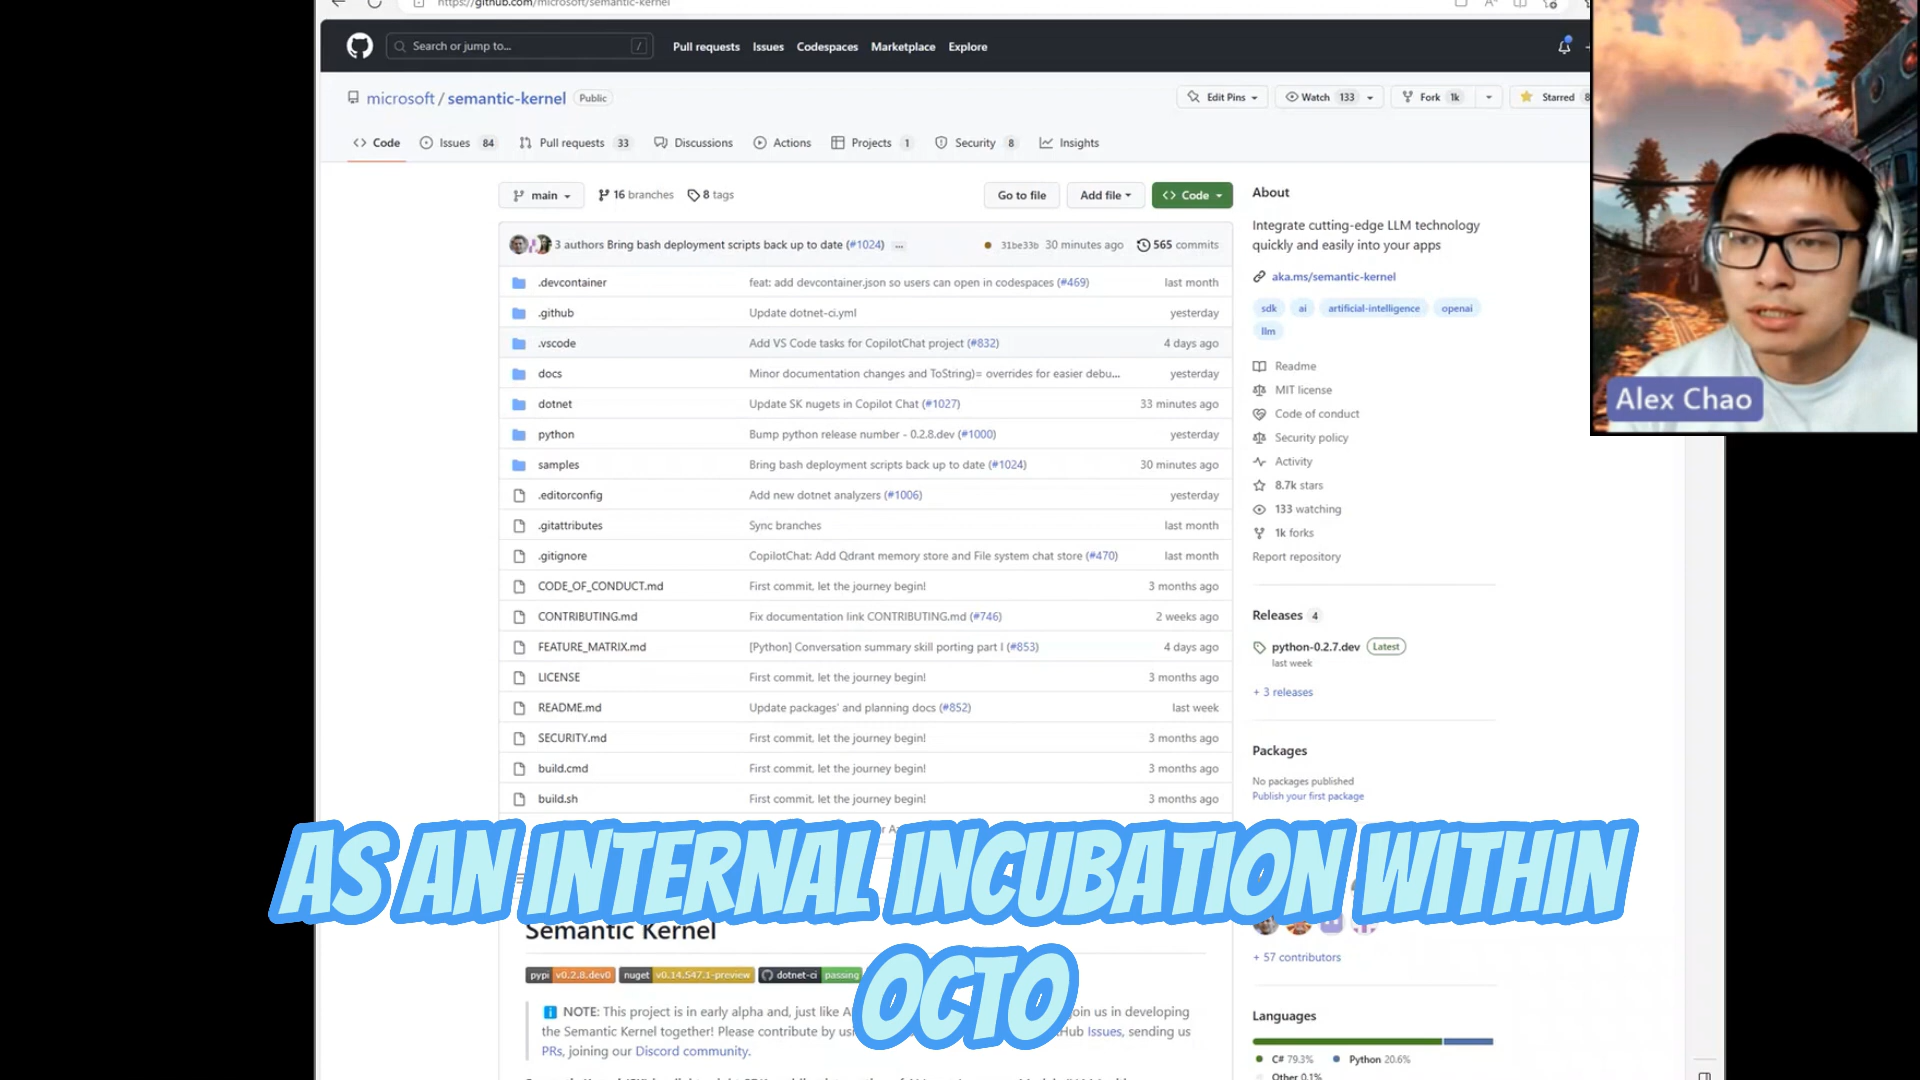 https://github.com/microsoft/semantic-kernel
Search or jump to... /
Pull requests Issues Codespaces Marketplace Explore
microsoft / semantic-kernel Public
Edit Pins Watch 133 Fork 1k Starred
Code Issues 84 Pull requests 33 Discussions Actions Projects 1 Security 8 Insights
Alex Chao
main 16 branches 8 tags Go to file Add file Code
3 authors Bring bash deployment scripts back up to date (#1024) ... 31be33b 30 minutes ago 565 commits
.devcontainer feat: add devcontainer.json so users can open in codespaces (#469) last month
.github Update dotnet-ci.yml yesterday
.vscode Add VS Code tasks for CopilotChat project (#832) 4 days ago
docs Minor documentation changes and ToString)= overrides for easier debu... yesterday
dotnet Update SK nugets in Copilot Chat (#1027) 33 minutes ago
python Bump python release number - 0.2.8.dev (#1000) yesterday
samples Bring bash deployment scripts back up to date (#1024) 30 minutes ago
.editorconfig Add new dotnet analyzers (#1006) yesterday
.gitattributes Sync branches last month
.gitignore CopilotChat: Add Qdrant memory store and File system chat store (#470) last month
CODE_OF_CONDUCT.md First commit, let the journey begin! 3 months ago
CONTRIBUTING.md Fix documentation link CONTRIBUTING.md (#746) 2 weeks ago
FEATURE_MATRIX.md [Python] Conversation summary skill porting part I (#853) 4 days ago
LICENSE First commit, let the journey begin! 3 months ago
README.md Update packages' and planning docs (#852) last week
SECURITY.md First commit, let the journey begin! 3 months ago
build.cmd First commit, let the journey begin! 3 months ago
build.sh First commit, let the journey begin! 3 months ago
About
Integrate cutting-edge LLM technology
quickly and easily into your apps
aka.ms/semantic-kernel
sdk ai artificial-intelligence openai
llm
Readme
MIT license
Code of conduct
Security policy
Activity
8.7k stars
133 watching
1k forks
Report repository
Releases 4
python-0.2.7.dev Latest
last week
+ 3 releases
Packages
No packages published
Publish your first package
AS AN INTERNAL INCUBATION WITHIN
OCTO
Semantic Kernel
pypi v0.2.8.dev0 nuget v0.14.547.1-preview dotnet-ci passing
NOTE: This project is in early alpha and, just like join us in developing
the Semantic Kernel together! Please contribute by Issues, sending us
PRs, joining our Discord community.
+ 57 contributors
Languages
C# 79.3% Python 20.6%
Other 0.1%